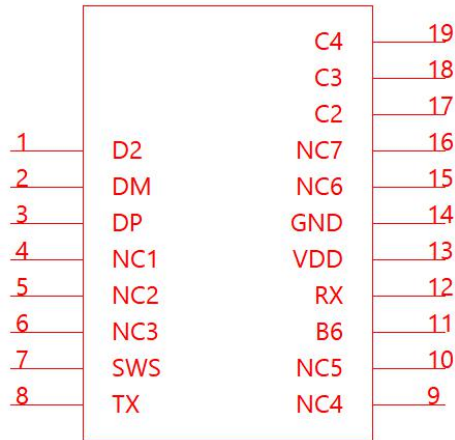 C4 19
C3 18
C2 17
1 D2 NC7 16
2 DM NC6 15
3 DP GND 14
4 NC1 VDD 13
5 NC2 RX 12
6 NC3 B6 11
7 SWS NC5 10
8 TX NC4 9